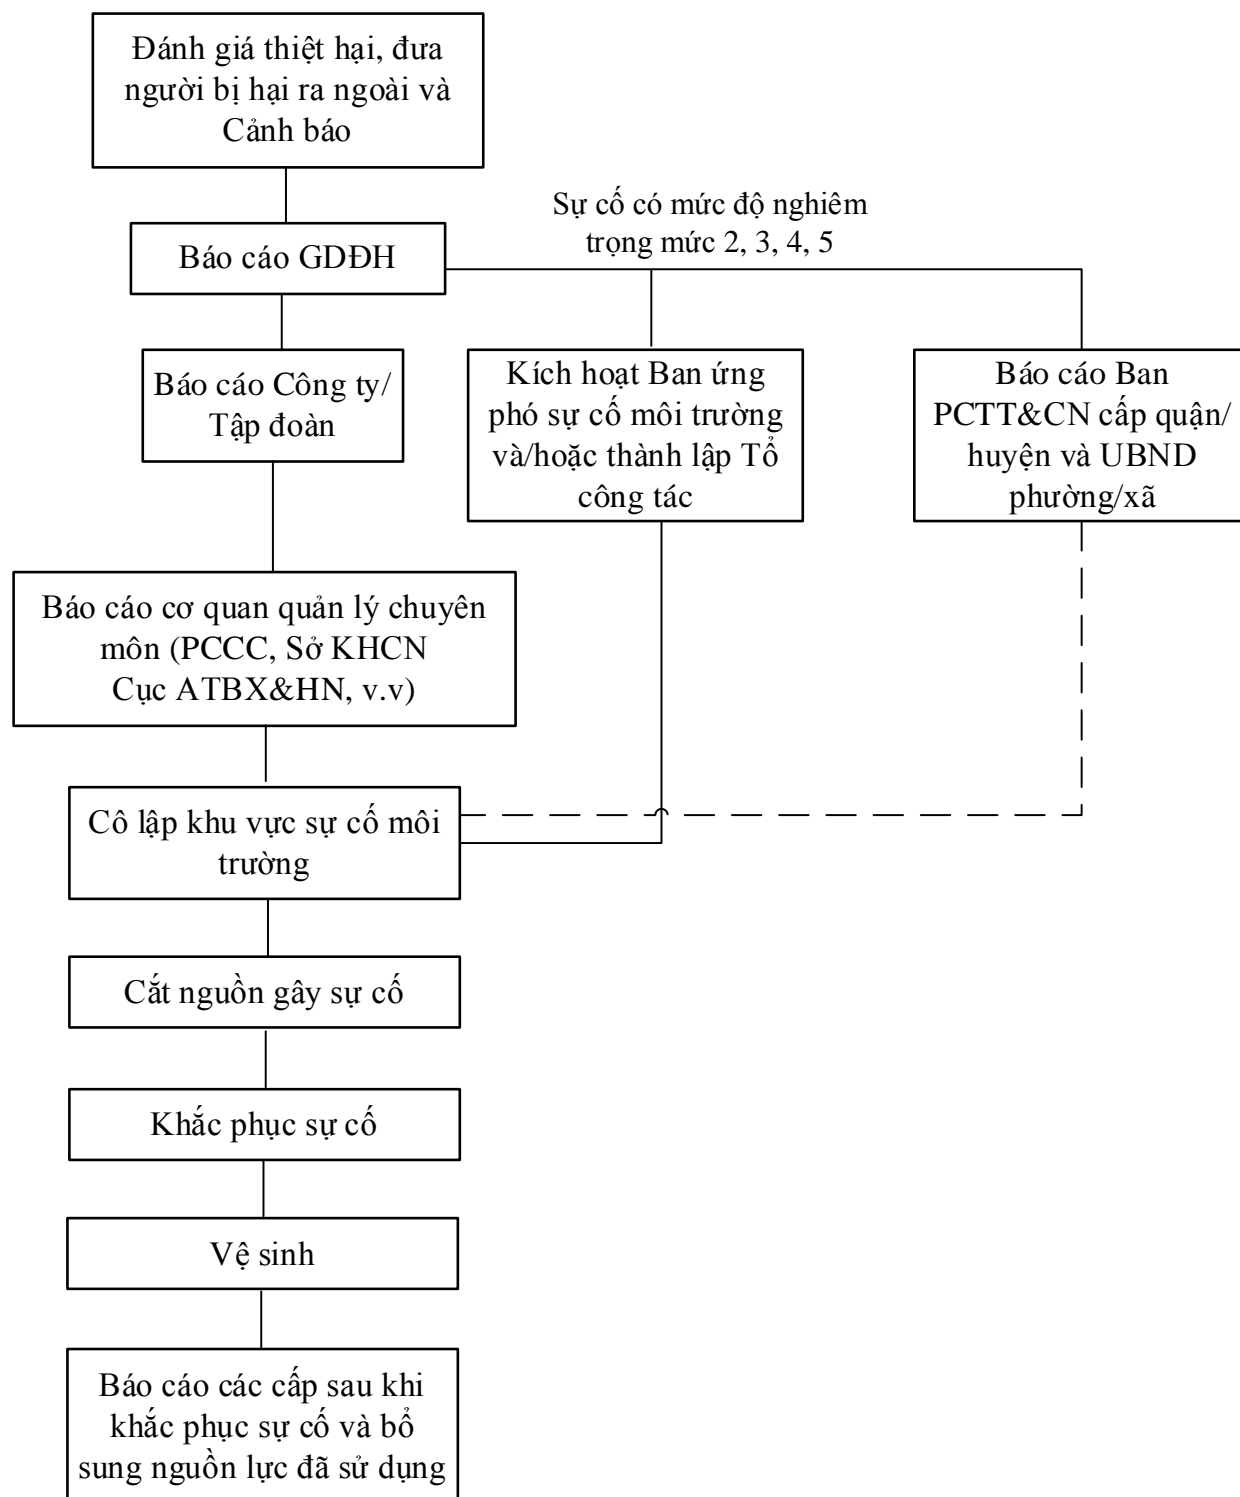 Đánh giá thiệt hại, đưa
người bị hại ra ngoài và
Cảnh báo
Sự cố có mức độ nghiêm
trọng mức 2, 3, 4, 5
Báo cáo GDĐH
Báo cáo Công ty/
Tập đoàn
Kích hoạt Ban ứng
phó sự cố môi trường
và/hoặc thành lập Tổ
công tác
Báo cáo Ban
PCTT&CN cấp quận/
huyện và UBND
phường/xã
Báo cáo cơ quan quản lý chuyên
môn (PCCC, Sở KHCN
Cục ATBX&HN, v.v)
Cô lập khu vực sự cố môi
trường
Cắt nguồn gây sự cố
Khắc phục sự cố
Vệ sinh
Báo cáo các cấp sau khi
khắc phục sự cố và bổ
sung nguồn lực đã sử dụng